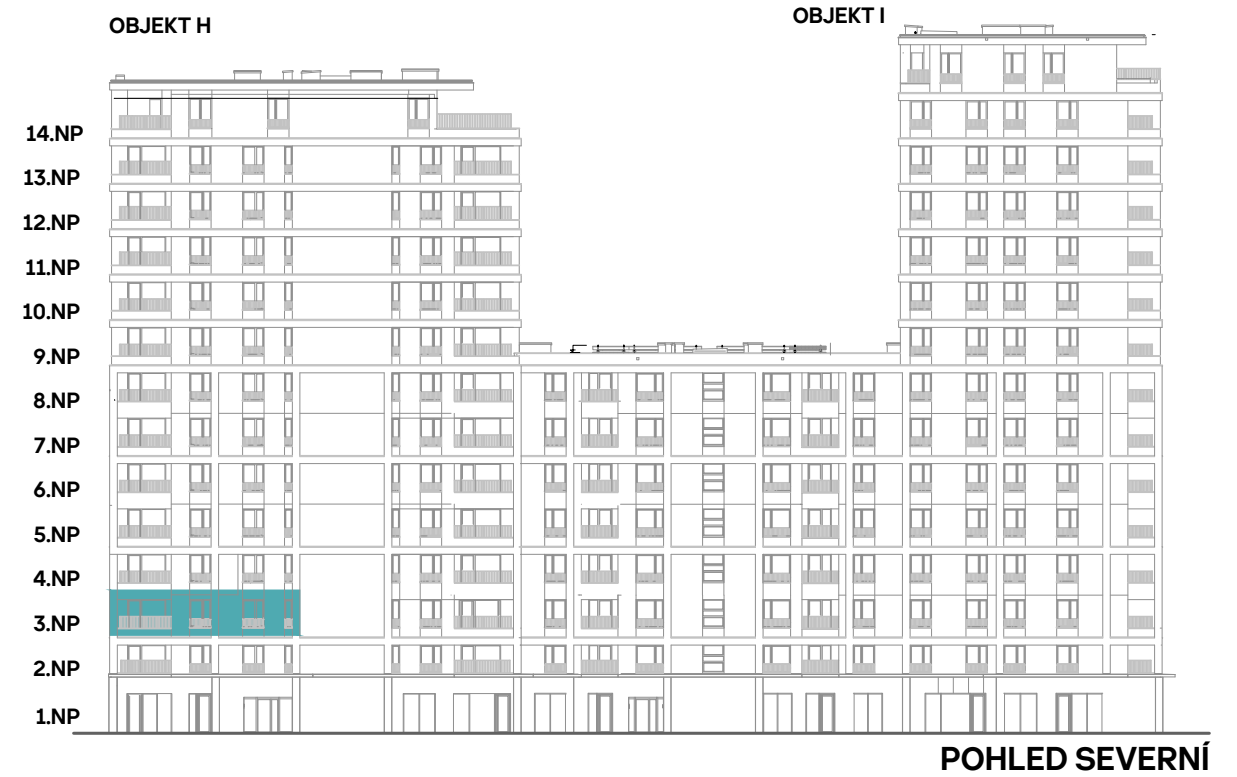 OBJEKT H
OBJEKT I
14.NP
13.NP
12.NP
11.NP
10.NP
9.NP
8.NP
7.NP
6.NP
5.NP
4.NP
3.NP
2.NP
1.NP
POHLED SEVERNÍ